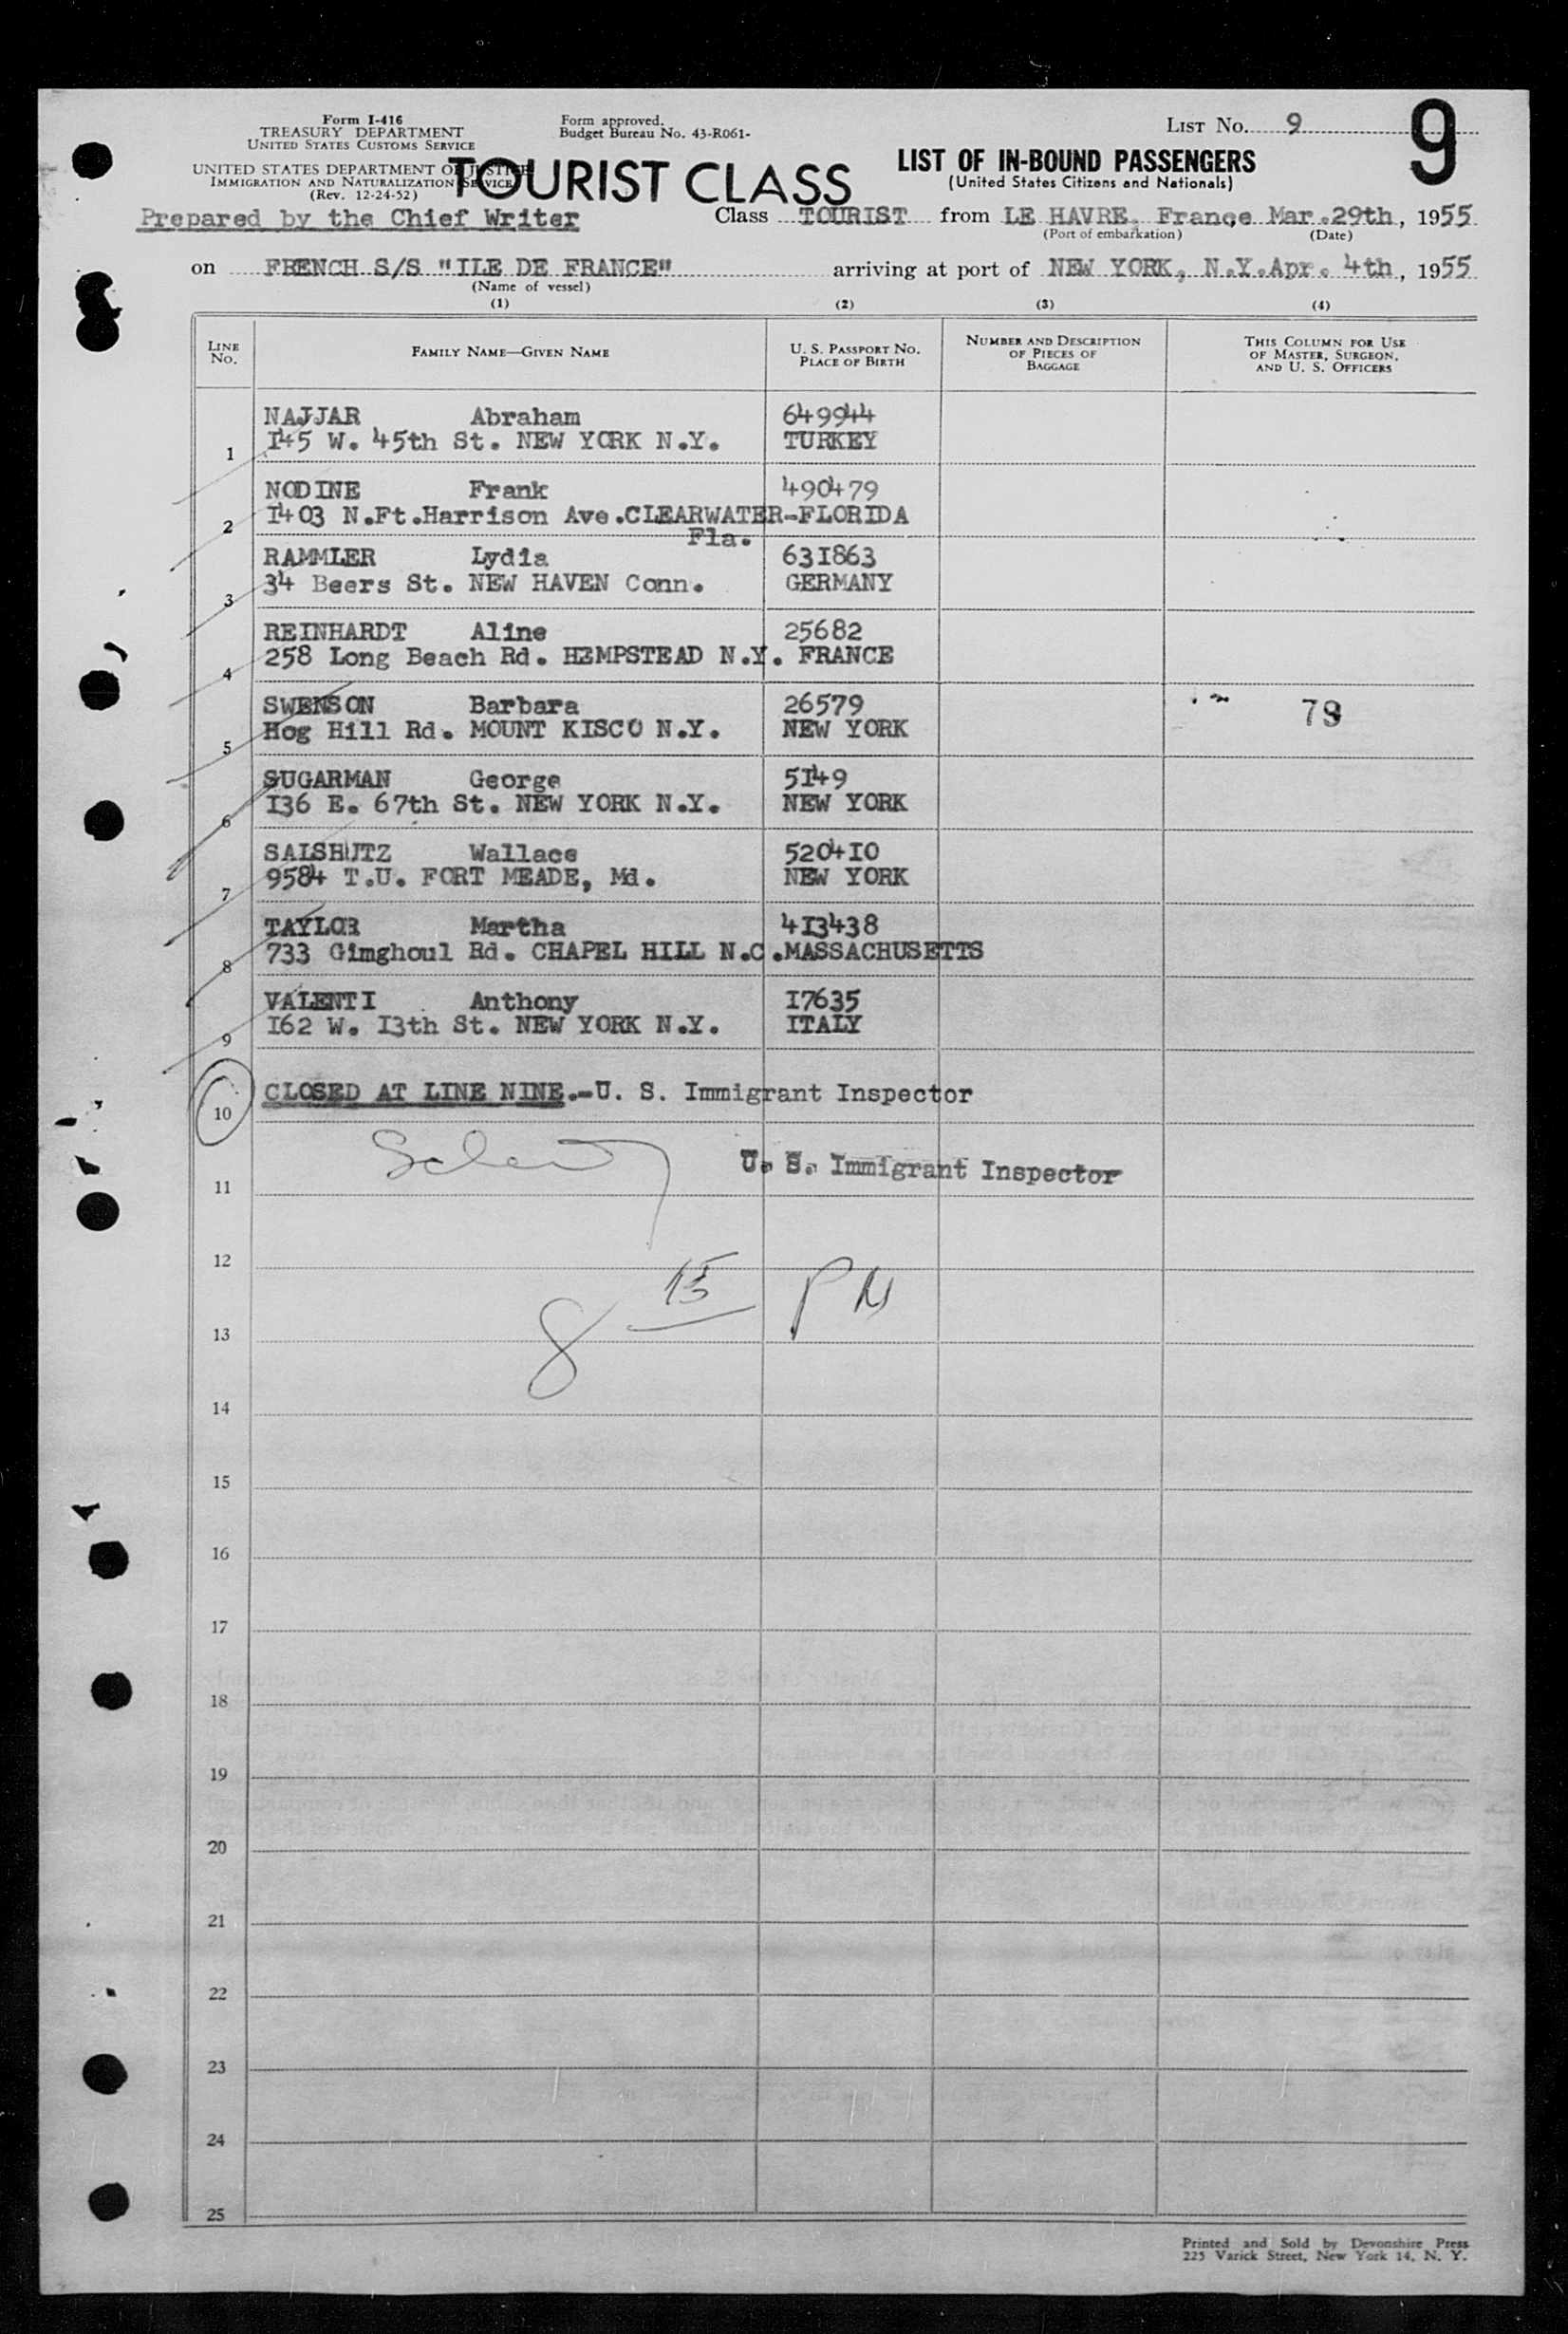 Form I-416
TREASURY DEPARTMENT
UNITED STATES CUSTOMS SERVICE
Form approved.
Budget Bureau No. 43-R061-
LIST No. 9
9
UNITED STATES DEPARTMENT OF JUSTICE
IMMIGRATION AND NATURALIZATION SERVICE
(Rev. 12-24-52)
TOURIST CLASS
LIST OF IN-BOUND PASSENGERS
(United States Citizens and Nationals)
Prepared by the Chief Writer
Class TOURIST from LE HAVRE, France Mar.29th, 1955
(Port of embarkation) (Date)
on FRENCH S/S "ILE DE FRANCE" arriving at port of NEW YORK, N.Y.Apr. 4th, 1955
(Name of vessel)
(1) (2) (3) (4)
LINE No. FAMILY NAME—GIVEN NAME U. S. PASSPORT No. PLACE OF BIRTH NUMBER AND DESCRIPTION OF PIECES OF BAGGAGE THIS COLUMN FOR USE OF MASTER, SURGEON, AND U. S. OFFICERS
NAJJAR Abraham 649944
1 I45 W. 45th St. NEW YORK N.Y. TURKEY
NODINE Frank 490479
2 I403 N.Ft.Harrison Ave.CLEARWATER-FLORIDA
Fla.
RAMMLER Lydia 63I863
3 34 Beers St. NEW HAVEN Conn. GERMANY
REINHARDT Aline 25682
4 258 Long Beach Rd. HEMPSTEAD N.Y. FRANCE
SWENSON Barbara 26579
5 Hog Hill Rd. MOUNT KISCO N.Y. NEW YORK
SUGARMAN George 5I49
6 I36 E. 67th St. NEW YORK N.Y. NEW YORK
SALSHUTZ Wallace 5204I0
7 9584 T.U. FORT MEADE, Md. NEW YORK
TAYLOR Martha 4I3438
8 733 Gimghoul Rd. CHAPEL HILL N.C.MASSACHUSETTS
VALENTI Anthony I7635
9 I62 W. I3th St. NEW YORK N.Y. ITALY
10 CLOSED AT LINE NINE.-U. S. Immigrant Inspector
U. S. Immigrant Inspector
11
12
8 15 PM
13
14
15
16
17
18
19
20
21
22
23
24
25
Printed and Sold by Devonshire Press
225 Varick Street, New York 14, N. Y.